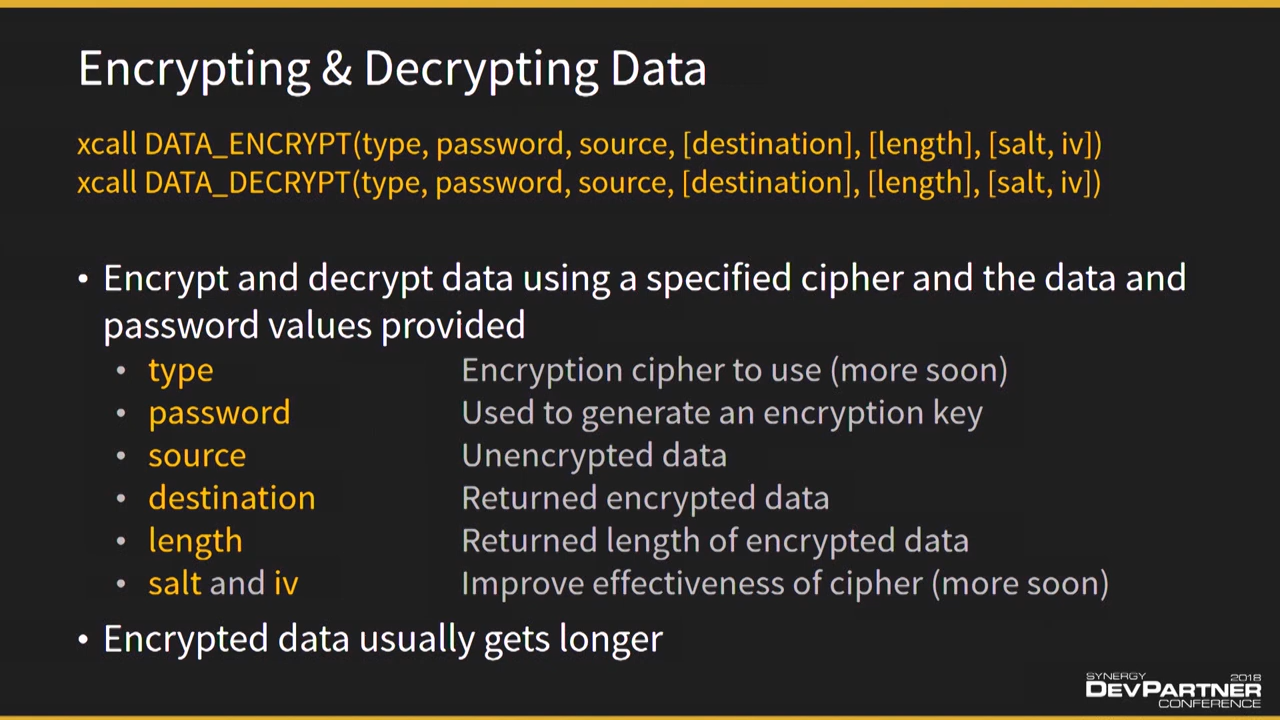 Encrypting & Decrypting Data
xcall DATA_ENCRYPT(type, password, source, [destination], [length], [salt, iv])
xcall DATA_DECRYPT(type, password, source, [destination], [length], [salt, iv])
• Encrypt and decrypt data using a specified cipher and the data and
password values provided
• type Encryption cipher to use (more soon)
• password Used to generate an encryption key
• source Unencrypted data
• destination Returned encrypted data
• length Returned length of encrypted data
• salt and iv Improve effectiveness of cipher (more soon)
• Encrypted data usually gets longer
SYNERGY 2018
DEVPARTNER
CONFERENCE